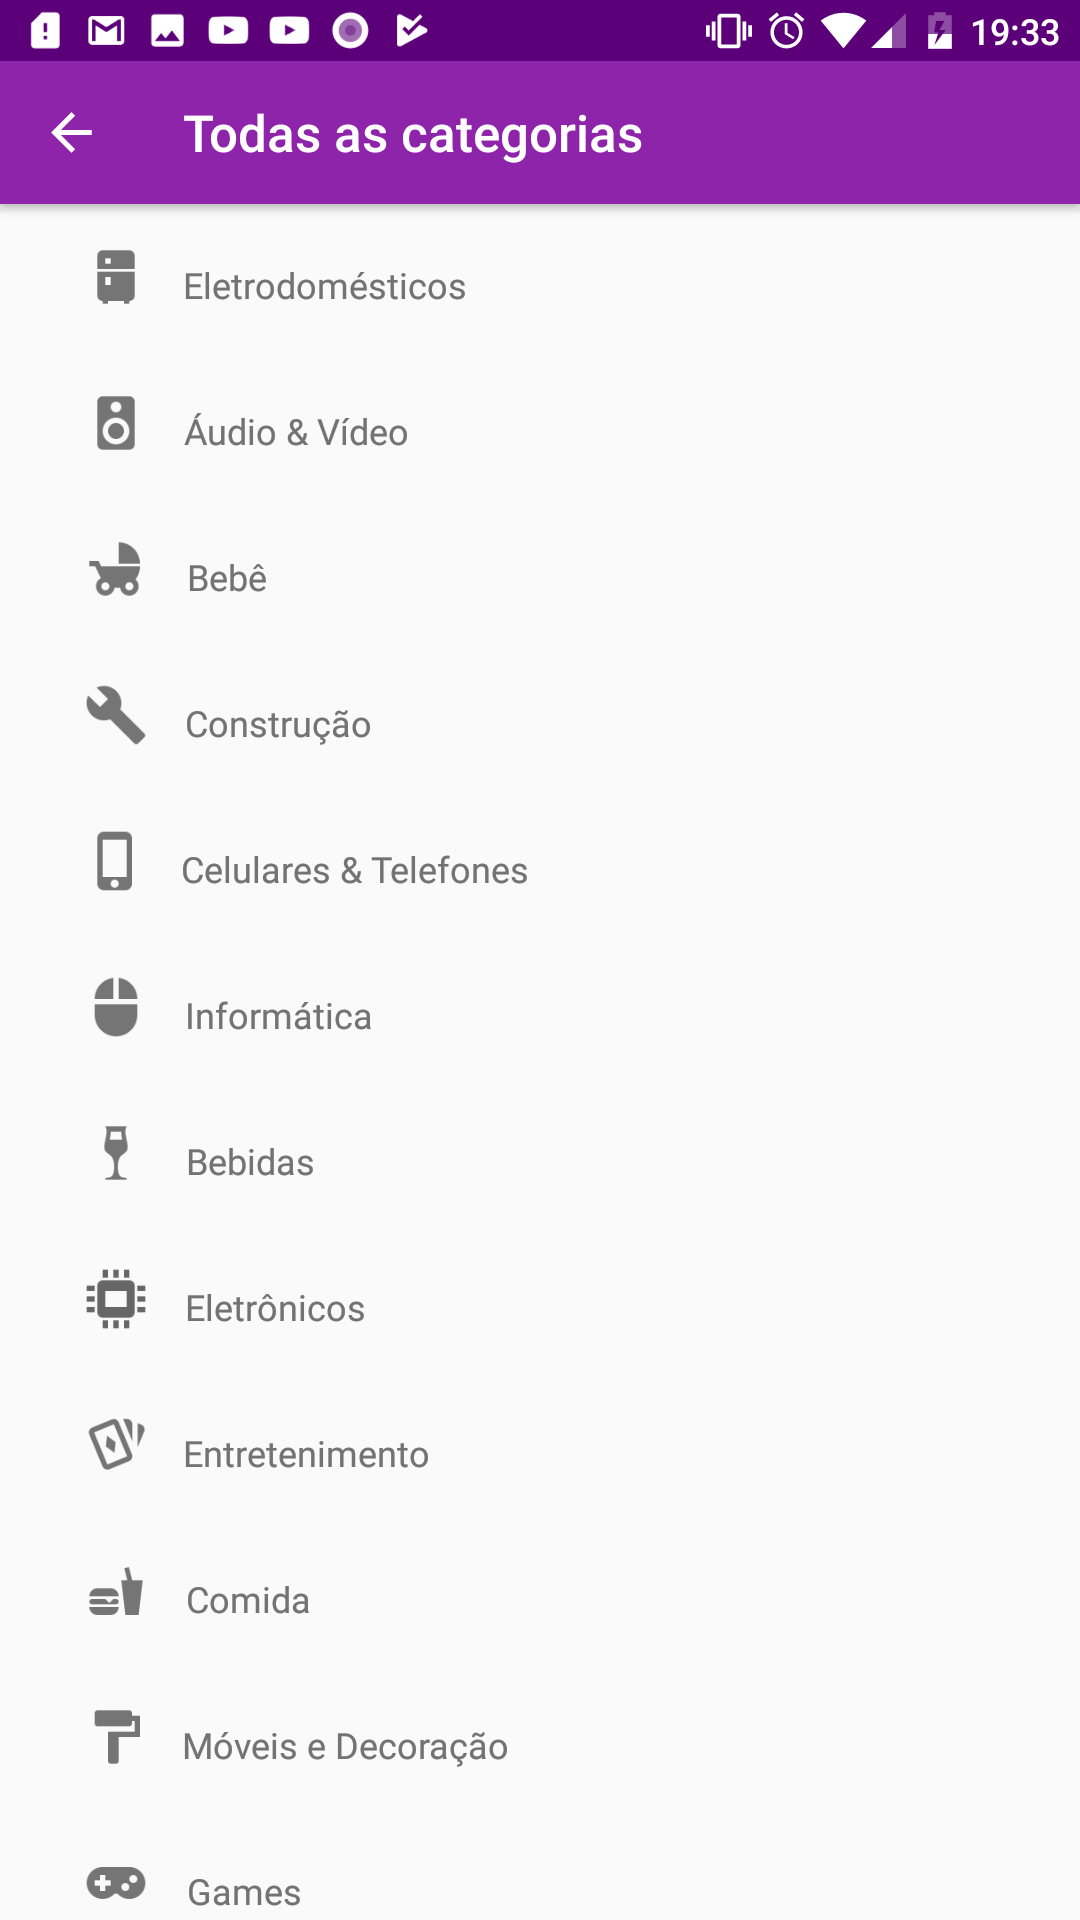 19:33
Todas as categorias
Eletrodomésticos
Áudio & Vídeo
Bebê
Construção
Celulares & Telefones
Informática
Bebidas
Eletrônicos
Entretenimento
Comida
Móveis e Decoração
Games